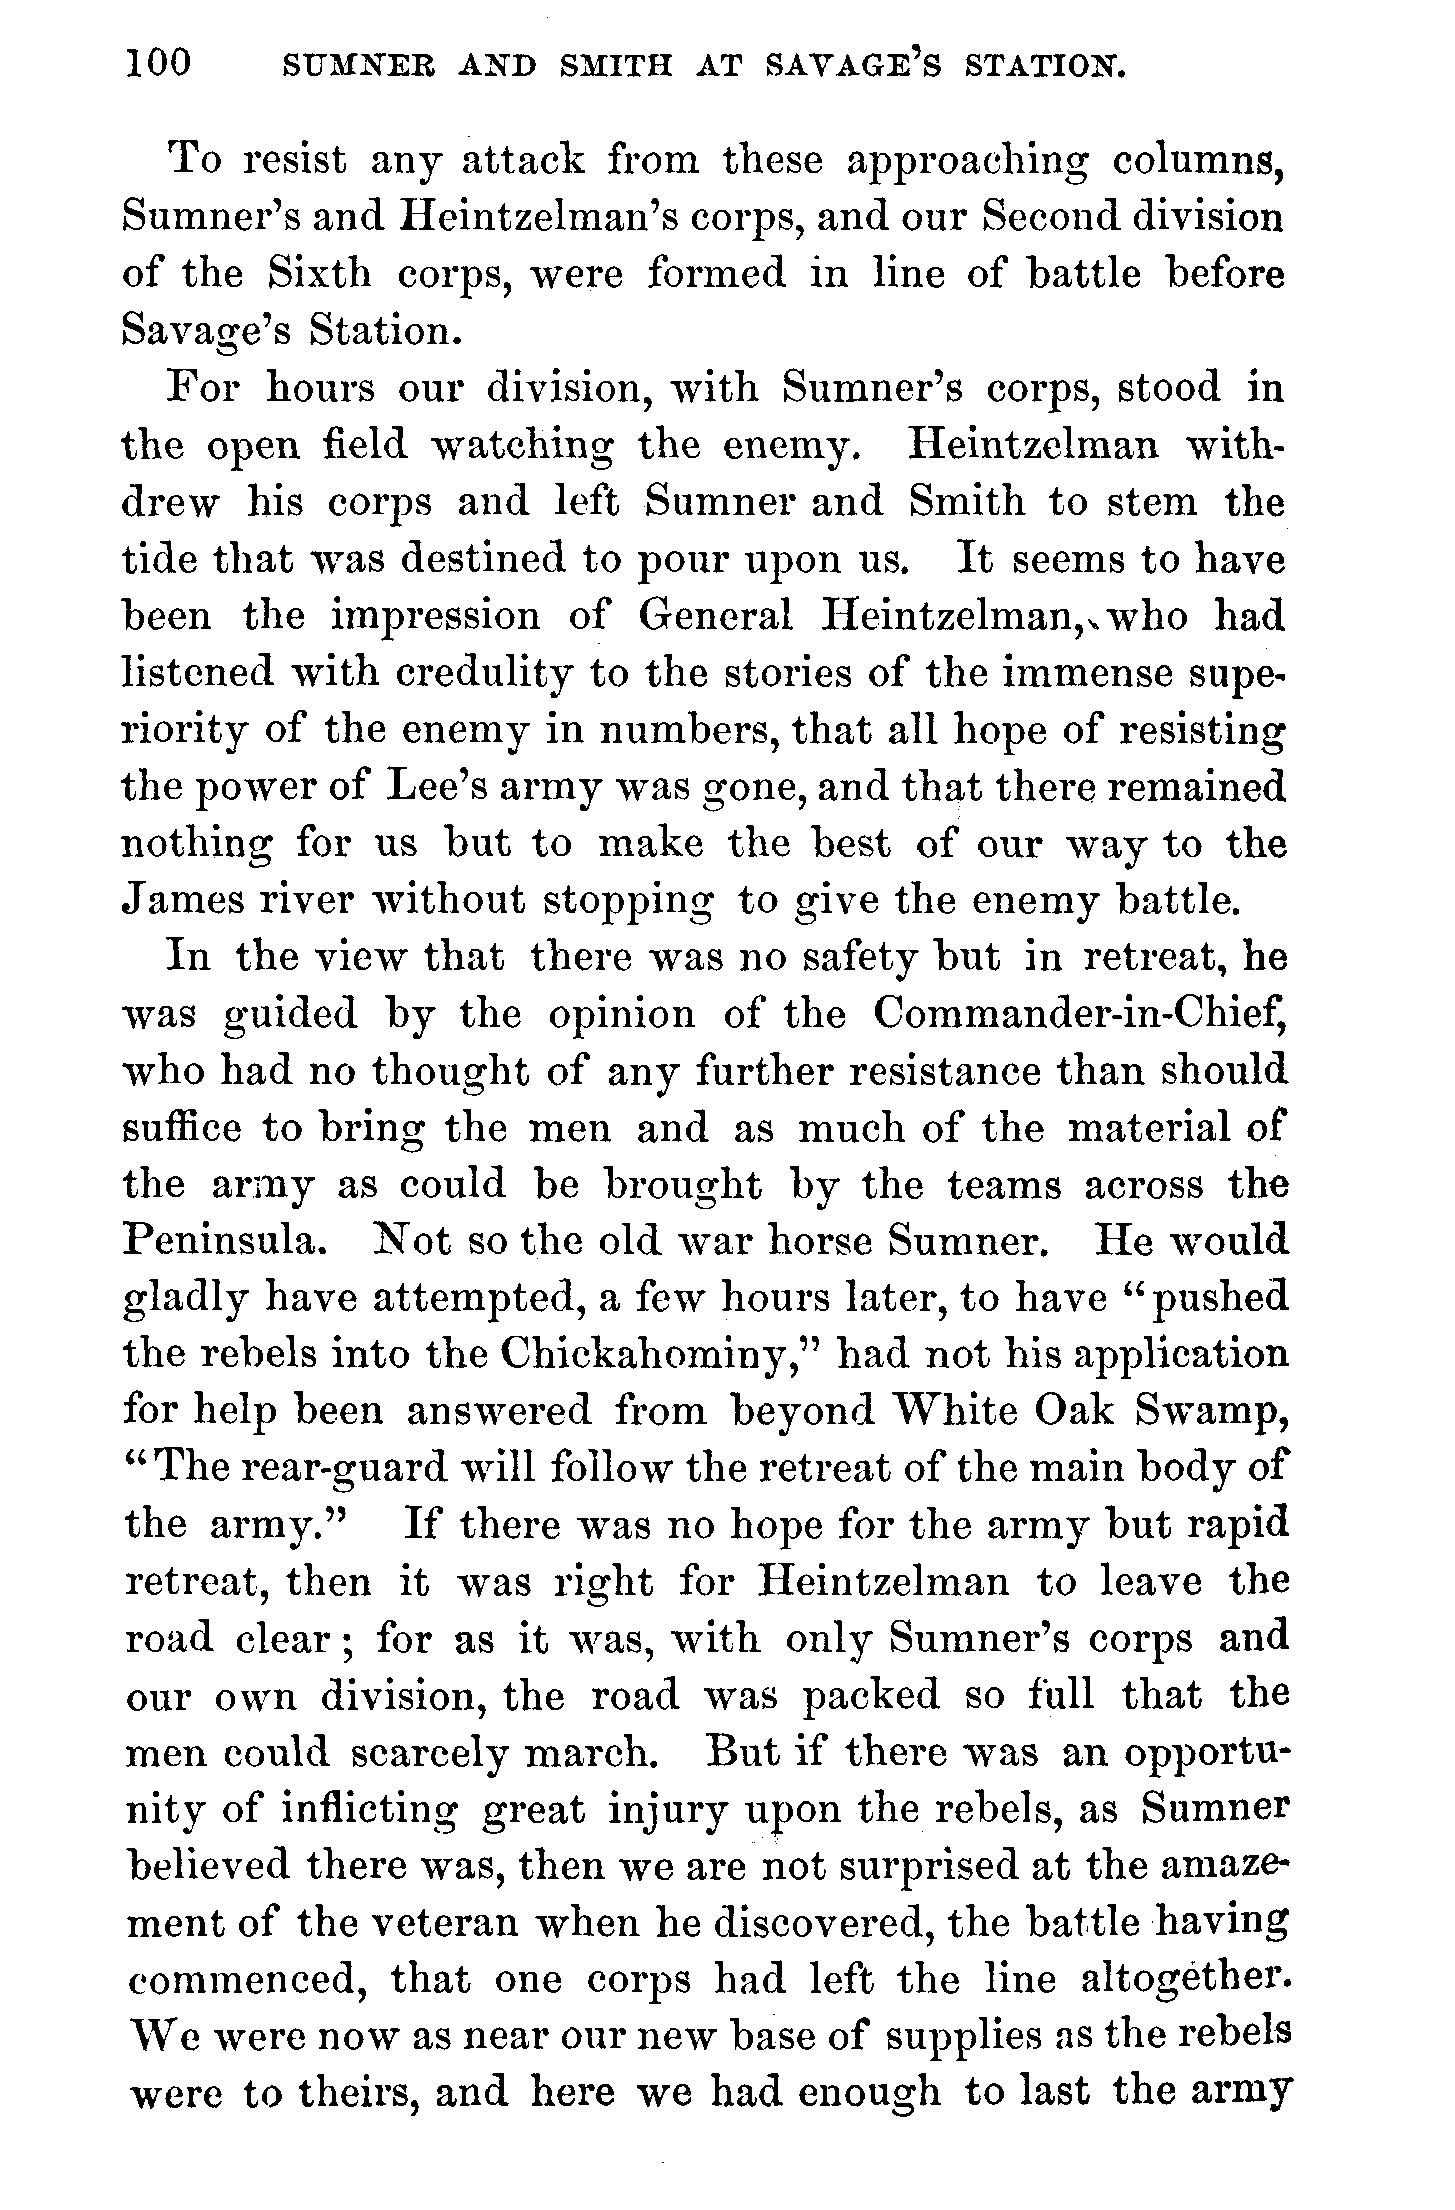 100 SUMNER AND SMITH AT SAVAGE'S STATION.
To resist any attack from these approaching columns,
Sumner's and Heintzelman's corps, and our Second division
of the Sixth corps, were formed in line of battle before
Savage's Station.
For hours our division, with Sumner's corps, stood in
the open field watching the enemy. Heintzelman with-
drew his corps and left Sumner and Smith to stem the
tide that was destined to pour upon us. It seems to have
been the impression of General Heintzelman, who had
listened with credulity to the stories of the immense supe-
riority of the enemy in numbers, that all hope of resisting
the power of Lee's army was gone, and that there remained
nothing for us but to make the best of our way to the
James river without stopping to give the enemy battle.
In the view that there was no safety but in retreat, he
was guided by the opinion of the Commander-in-Chief,
who had no thought of any further resistance than should
suffice to bring the men and as much of the material of
the army as could be brought by the teams across the
Peninsula. Not so the old war horse Sumner. He would
gladly have attempted, a few hours later, to have "pushed
the rebels into the Chickahominy," had not his application
for help been answered from beyond White Oak Swamp,
"The rear-guard will follow the retreat of the main body of
the army." If there was no hope for the army but rapid
retreat, then it was right for Heintzelman to leave the
road clear; for as it was, with only Sumner's corps and
our own division, the road was packed so full that the
men could scarcely march. But if there was an opportu-
nity of inflicting great injury upon the rebels, as Sumner
believed there was, then we are not surprised at the amaze-
ment of the veteran when he discovered, the battle having
commenced, that one corps had left the line altogether.
We were now as near our new base of supplies as the rebels
were to theirs, and here we had enough to last the army